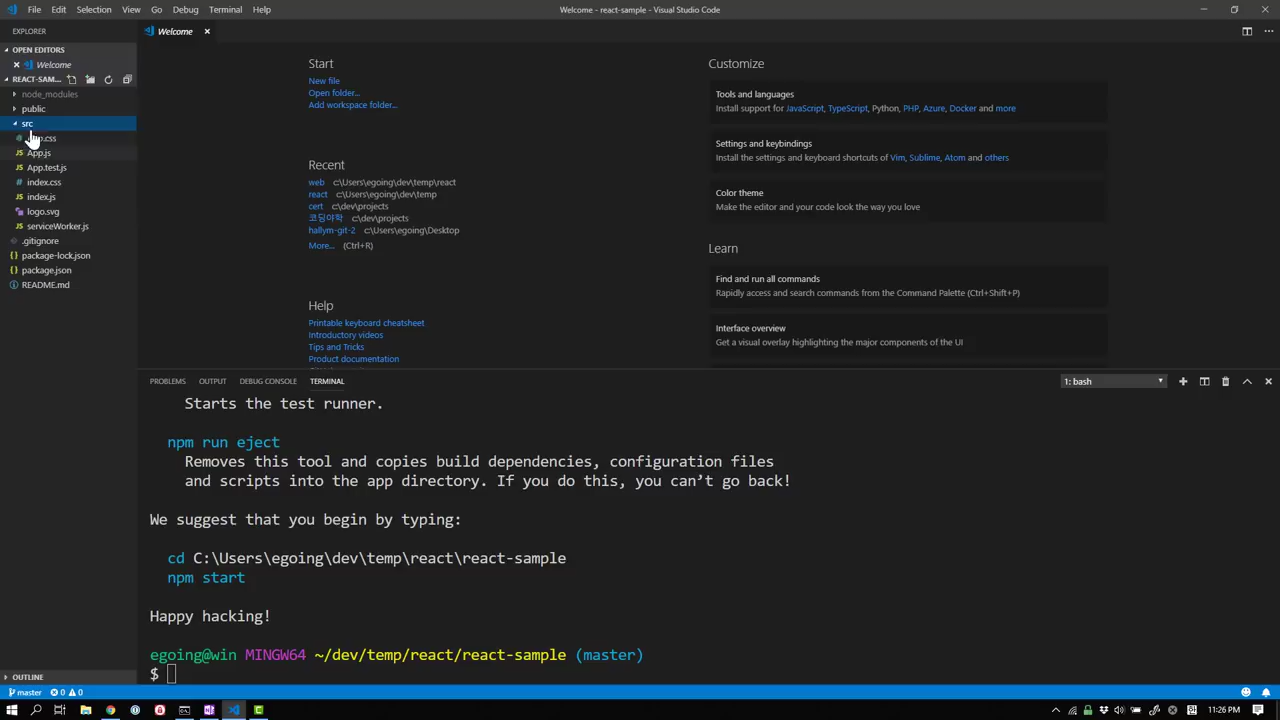 File Edit Selection View Go Debug Terminal Help
Welcome - react-sample - Visual Studio Code
EXPLORER
OPEN EDITORS
Welcome
REACT-SAM...
node_modules
public
src
App.js
App.test.js
index.css
index.js
logo.svg
serviceWorker.js
.gitignore
package-lock.json
package.json
README.md
OUTLINE
Welcome
Start
New file
Open folder...
Add workspace folder...
Recent
web c:\Users\egoing\dev\temp\react
react c:\Users\egoing\dev\temp
cert c:\dev\projects
코딩야학 c:\dev\projects
hallym-git-2 c:\Users\egoing\Desktop
More... (Ctrl+R)
Help
Printable keyboard cheatsheet
Introductory videos
Tips and Tricks
Product documentation
Customize
Tools and languages
Install support for JavaScript, TypeScript, Python, PHP, Azure, Docker and more
Settings and keybindings
Install the settings and keyboard shortcuts of Vim, Sublime, Atom and others
Color theme
Make the editor and your code look the way you love
Learn
Find and run all commands
Rapidly access and search commands from the Command Palette (Ctrl+Shift+P)
Interface overview
Get a visual overlay highlighting the major components of the UI
PROBLEMS OUTPUT DEBUG CONSOLE TERMINAL
1: bash
Starts the test runner.
npm run eject
Removes this tool and copies build dependencies, configuration files
and scripts into the app directory. If you do this, you can’t go back!
We suggest that you begin by typing:
cd C:\Users\egoing\dev\temp\react\react-sample
npm start
Happy hacking!
egoing@win MINGW64 ~/dev/temp/react/react-sample (master)
$
master 0 0
11:26 PM